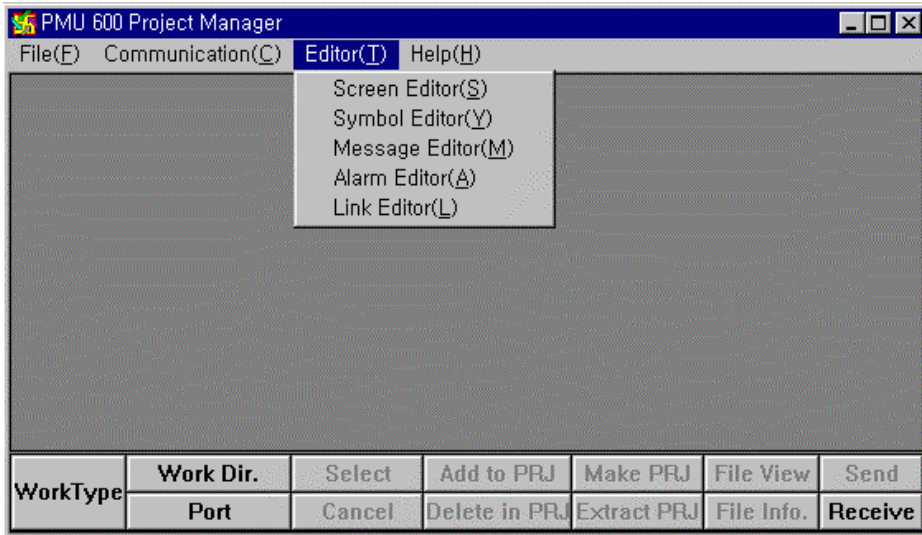 PMU 600 Project Manager
File(F) Communication(C) Editor(T) Help(H)
Screen Editor(S)
Symbol Editor(Y)
Message Editor(M)
Alarm Editor(A)
Link Editor(L)
WorkType
Work Dir. Select Add to PRJ Make PRJ File View Send
Port Cancel Delete in PRJ Extract PRJ File Info. Receive